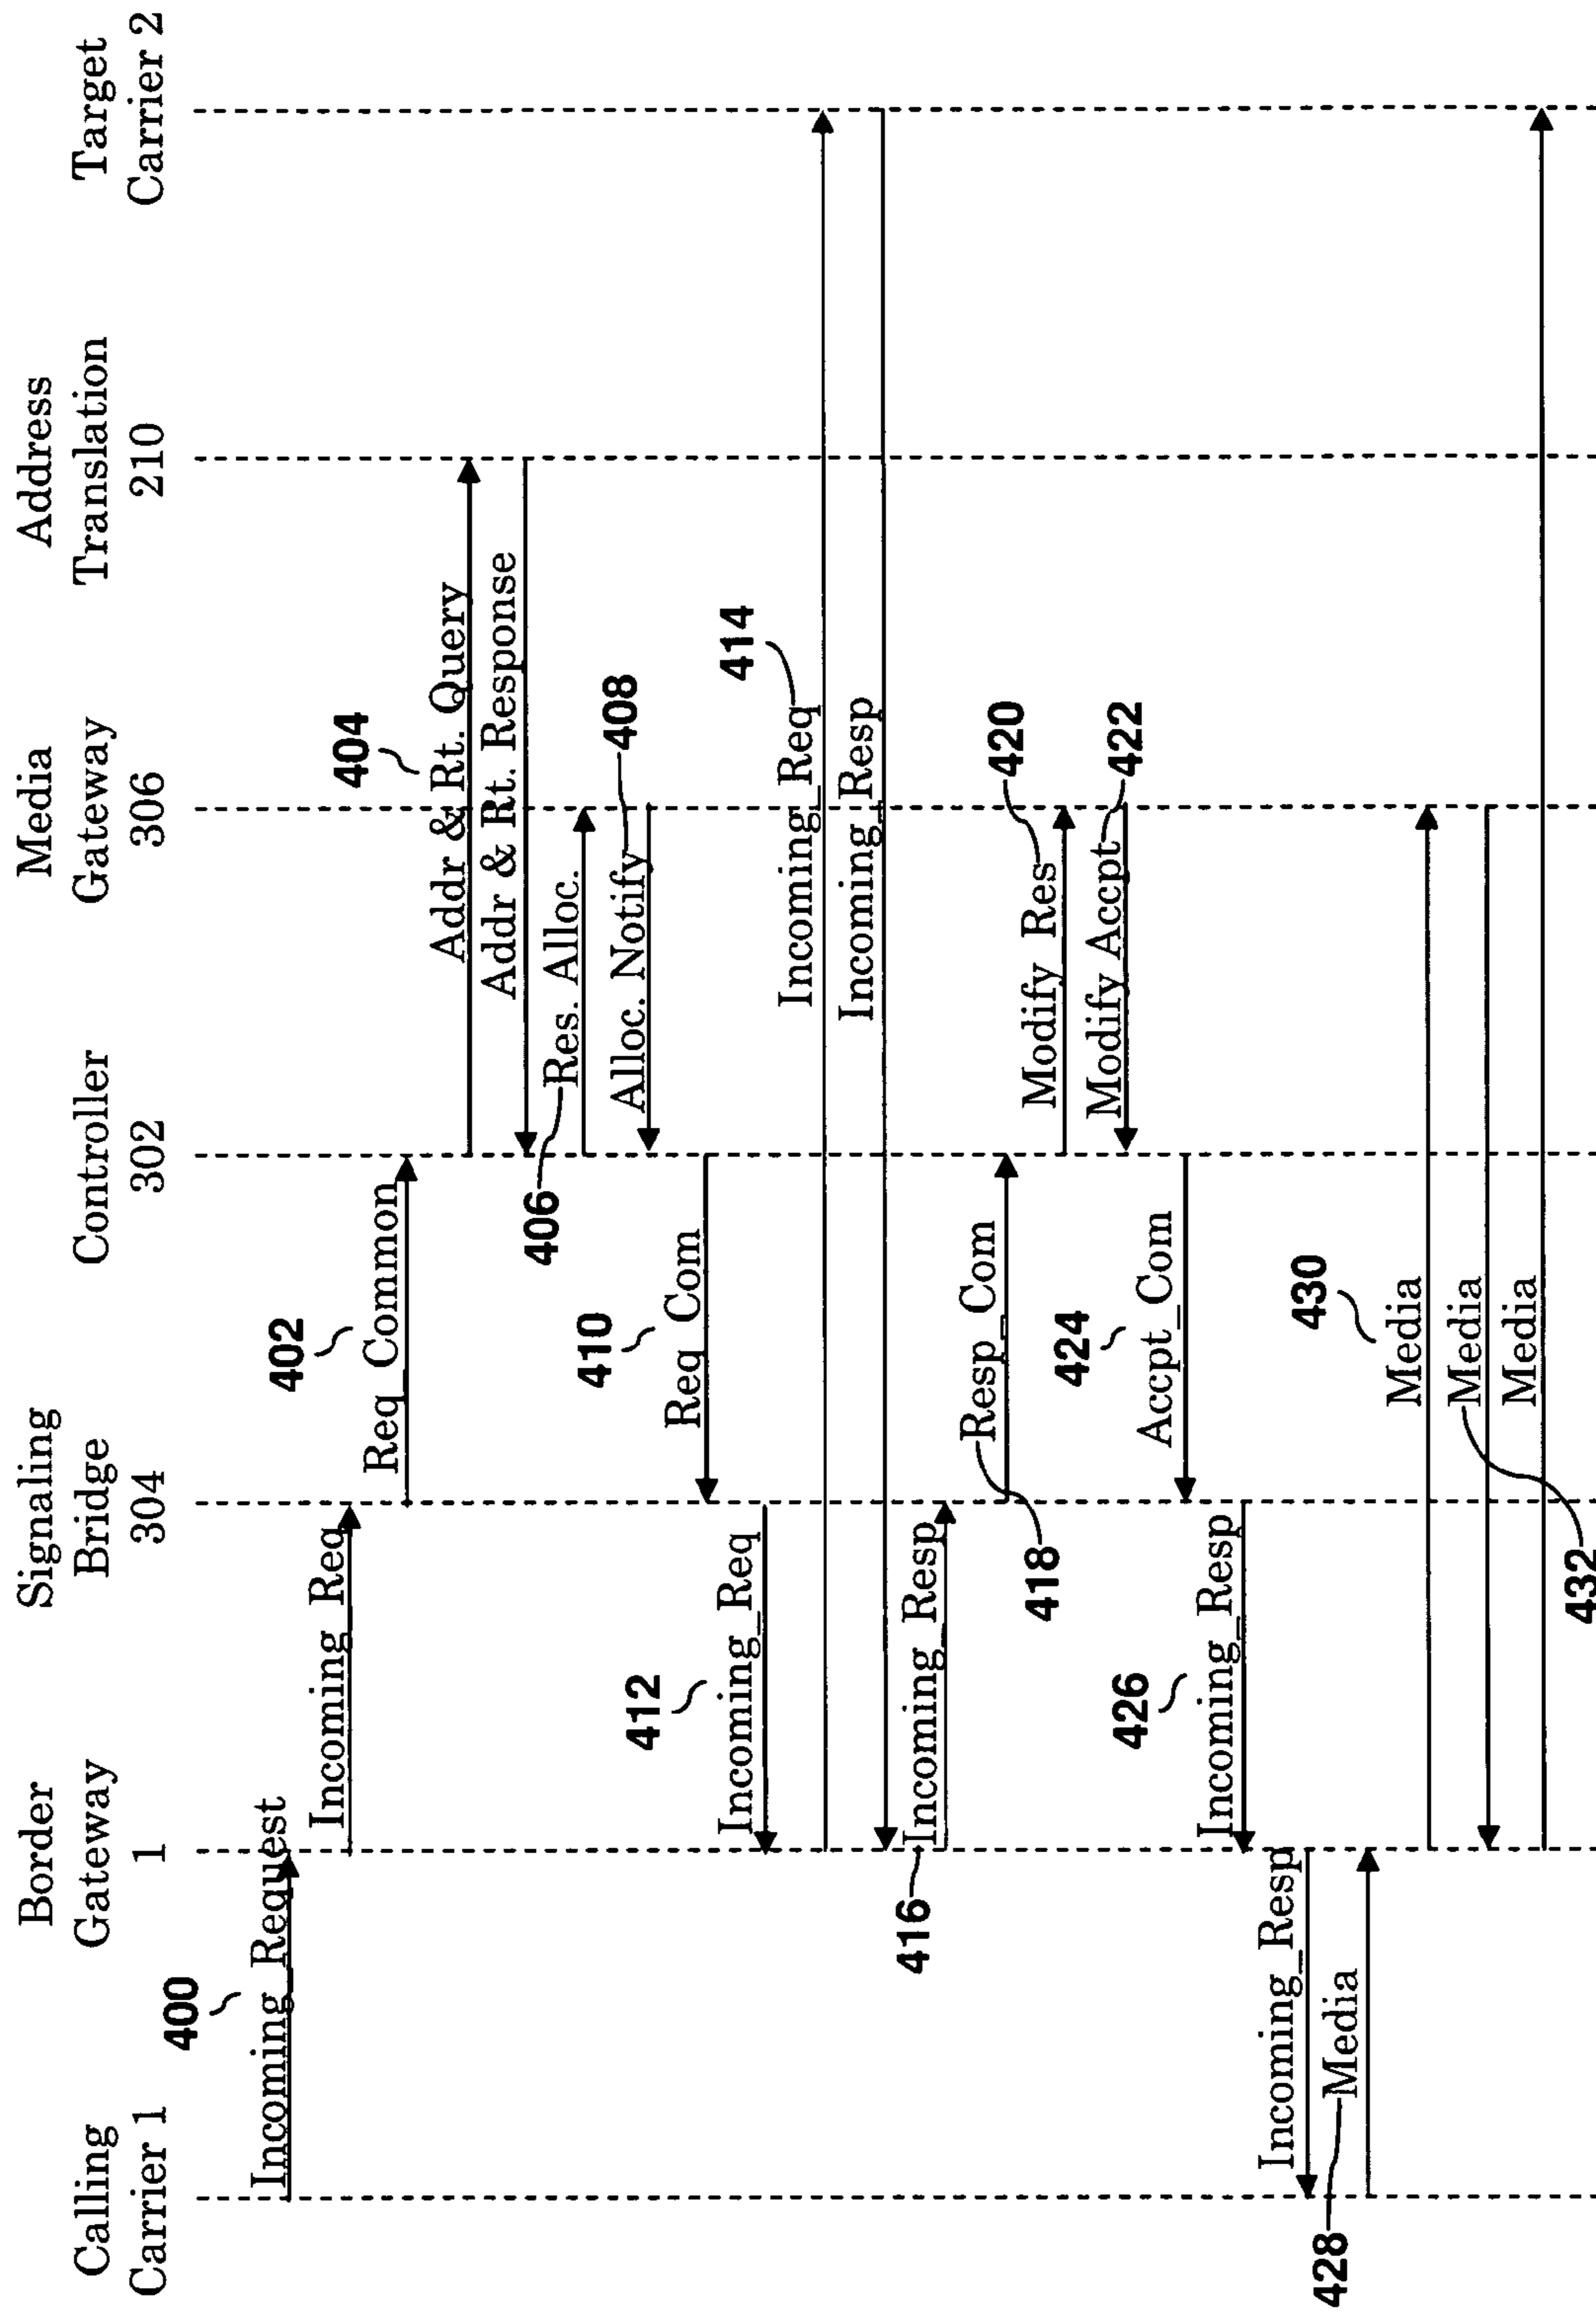 Calling
Carrier 1
Border
Gateway
1
Signaling
Bridge
304
Controller
302
Media
Gateway
306
Address
Translation
210
Target
Carrier 2
400
Incoming_Request
Incoming_Req
402
Req_Common
404
Addr & Rt. Query
Addr & Rt. Response
406
Res. Alloc.
408
Alloc. Notify
410
Req_Com
412
Incoming_Req
414
Incoming_Req
Incoming_Resp
416
Incoming_Resp
418
Resp_Com
420
Modify_Res
422
Modify Accpt
424
Accpt_Com
426
Incoming_Resp
Incoming_Resp
428
Media
430
Media
Media
432
Media